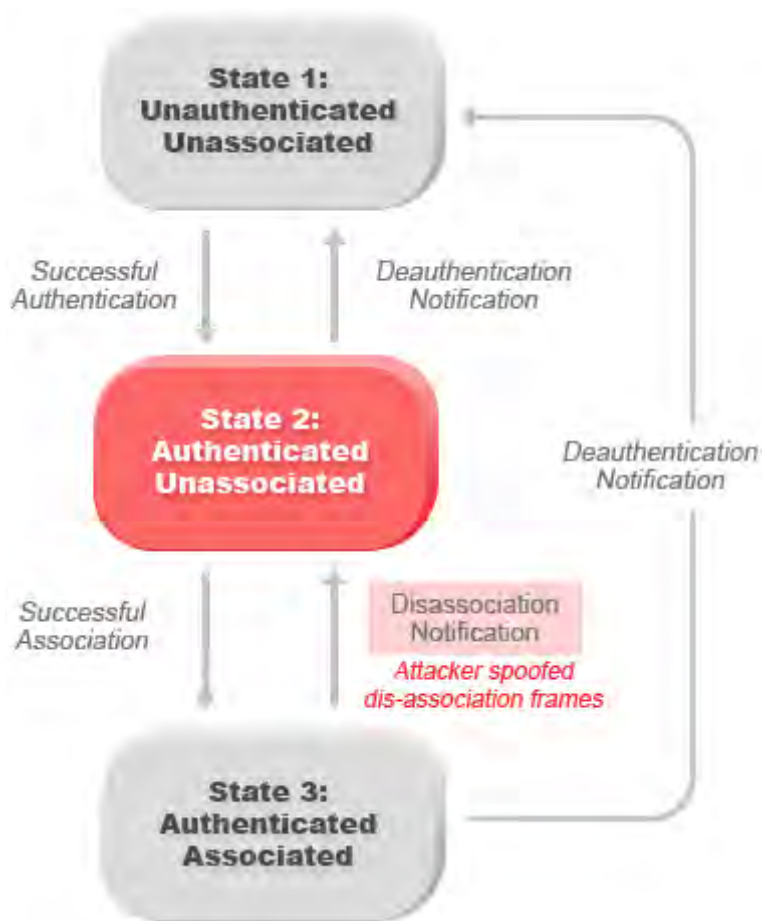 State 1:
Unauthenticated
Unassociated
Successful
Authentication
Deauthentication
Notification
State 2:
Authenticated
Unassociated
Deauthentication
Notification
Successful
Association
Disassociation
Notification
Attacker spoofed
dis-association frames
State 3:
Authenticated
Associated